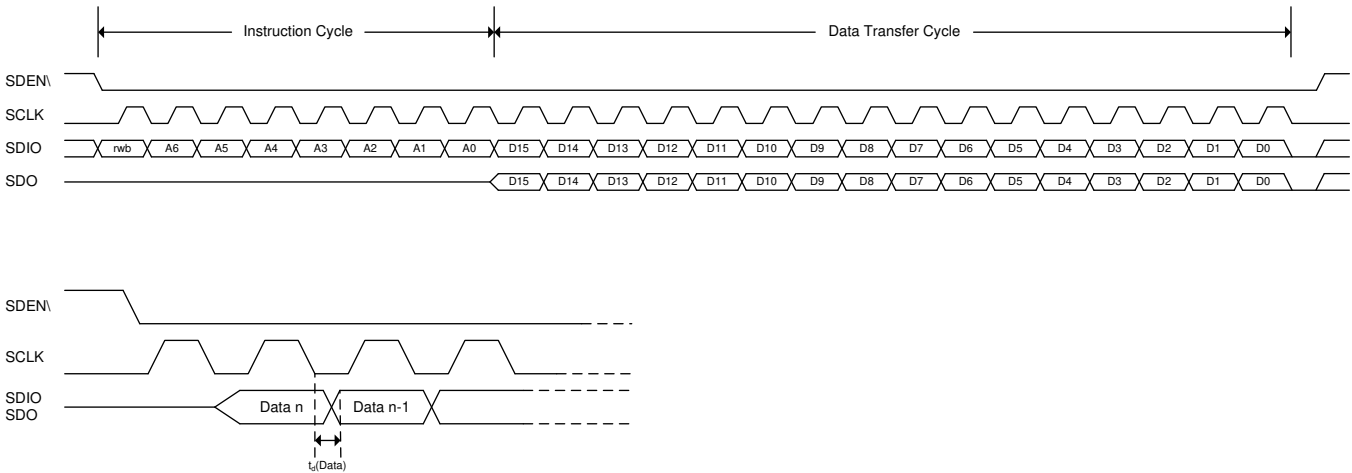 Instruction Cycle Data Transfer Cycle
SDEN\
SCLK
SDIO rwb A6 A5 A4 A3 A2 A1 A0 D15 D14 D13 D12 D11 D10 D9 D8 D7 D6 D5 D4 D3 D2 D1 D0
SDO D15 D14 D13 D12 D11 D10 D9 D8 D7 D6 D5 D4 D3 D2 D1 D0
SDEN\
SCLK
SDIO
SDO
Data n Data n-1
td(Data)